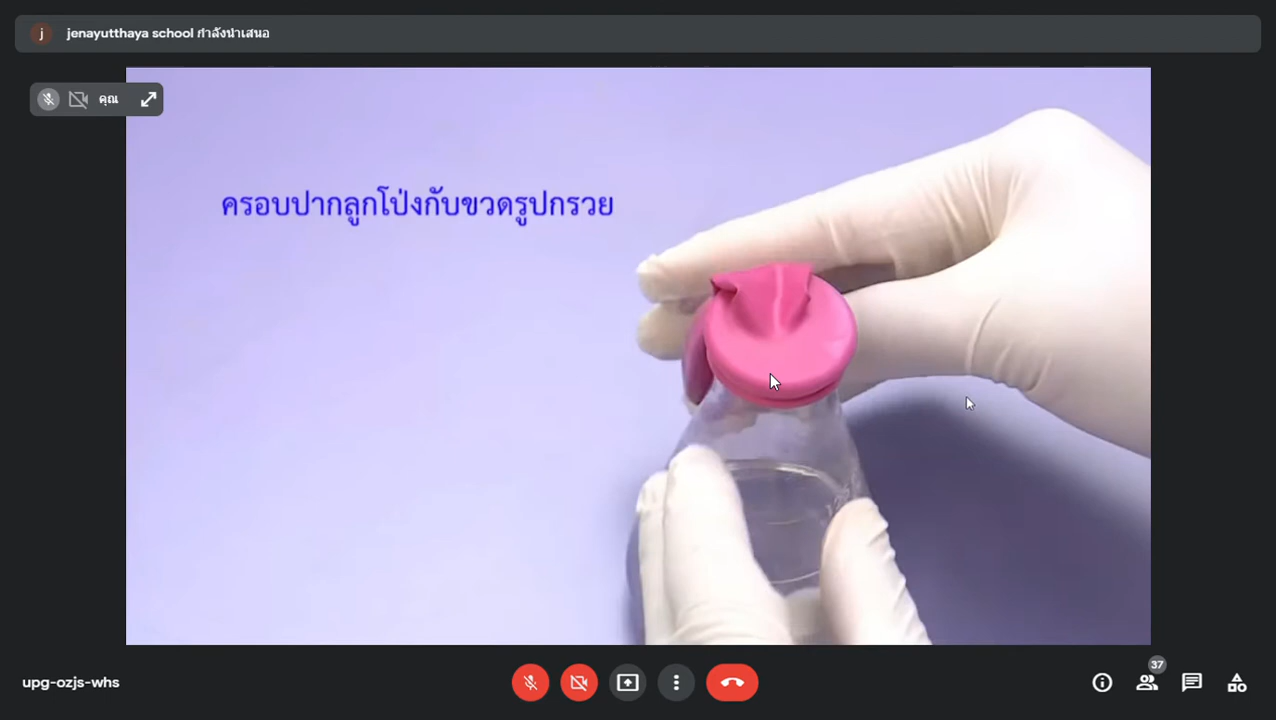 j
jenayutthaya school กำลังนำเสนอ
คุณ
ครอบปากลูกโป่งกับขวดรูปกรวย
37
upg-ozjs-whs